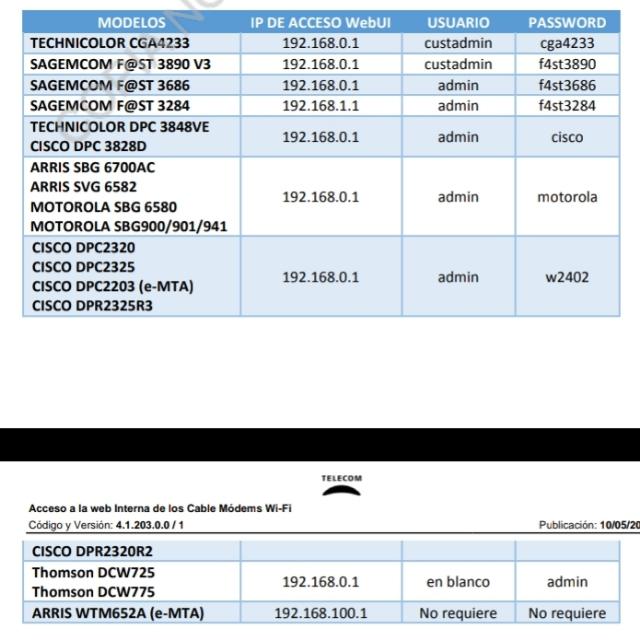 MODELOS IP DE ACCESO WebUI USUARIO PASSWORD
TECHNICOLOR CGA4233 192.168.0.1 custadmin cga4233
SAGEMCOM F@ST 3890 V3 192.168.0.1 custadmin f4st3890
SAGEMCOM F@ST 3686 192.168.0.1 admin f4st3686
SAGEMCOM F@ST 3284 192.168.1.1 admin f4st3284
TECHNICOLOR DPC 3848VE
CISCO DPC 3828D
192.168.0.1 admin cisco
ARRIS SBG 6700AC
ARRIS SVG 6582
MOTOROLA SBG 6580
MOTOROLA SBG900/901/941
192.168.0.1 admin motorola
CISCO DPC2320
CISCO DPC2325
CISCO DPC2203 (e-MTA)
CISCO DPR2325R3
192.168.0.1 admin w2402
TELECOM
Acceso a la web Interna de los Cable Módems Wi-Fi
Código y Versión: 4.1.203.0.0 / 1 Publicación: 10/05/20
CISCO DPR2320R2
Thomson DCW725
Thomson DCW775
192.168.0.1 en blanco admin
ARRIS WTM652A (e-MTA) 192.168.100.1 No requiere No requiere